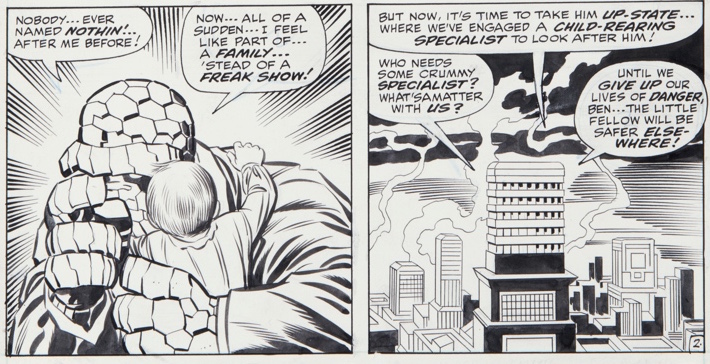 NOBODY... EVER
NAMED NOTHIN'!..
AFTER ME BEFORE!
NOW... ALL OF A
SUDDEN... I FEEL
LIKE PART OF...
A FAMILY...
'STEAD OF A
FREAK SHOW!
BUT NOW, IT'S TIME TO TAKE HIM UP-STATE...
WHERE WE'VE ENGAGED A CHILD-REARING
SPECIALIST TO LOOK AFTER HIM!
WHO NEEDS
SOME CRUMMY
SPECIALIST?
WHAT'SAMATTER
WITH US?
UNTIL WE
GIVE UP OUR
LIVES OF DANGER,
BEN... THE LITTLE
FELLOW WILL BE
SAFER ELSE-
WHERE!
2.